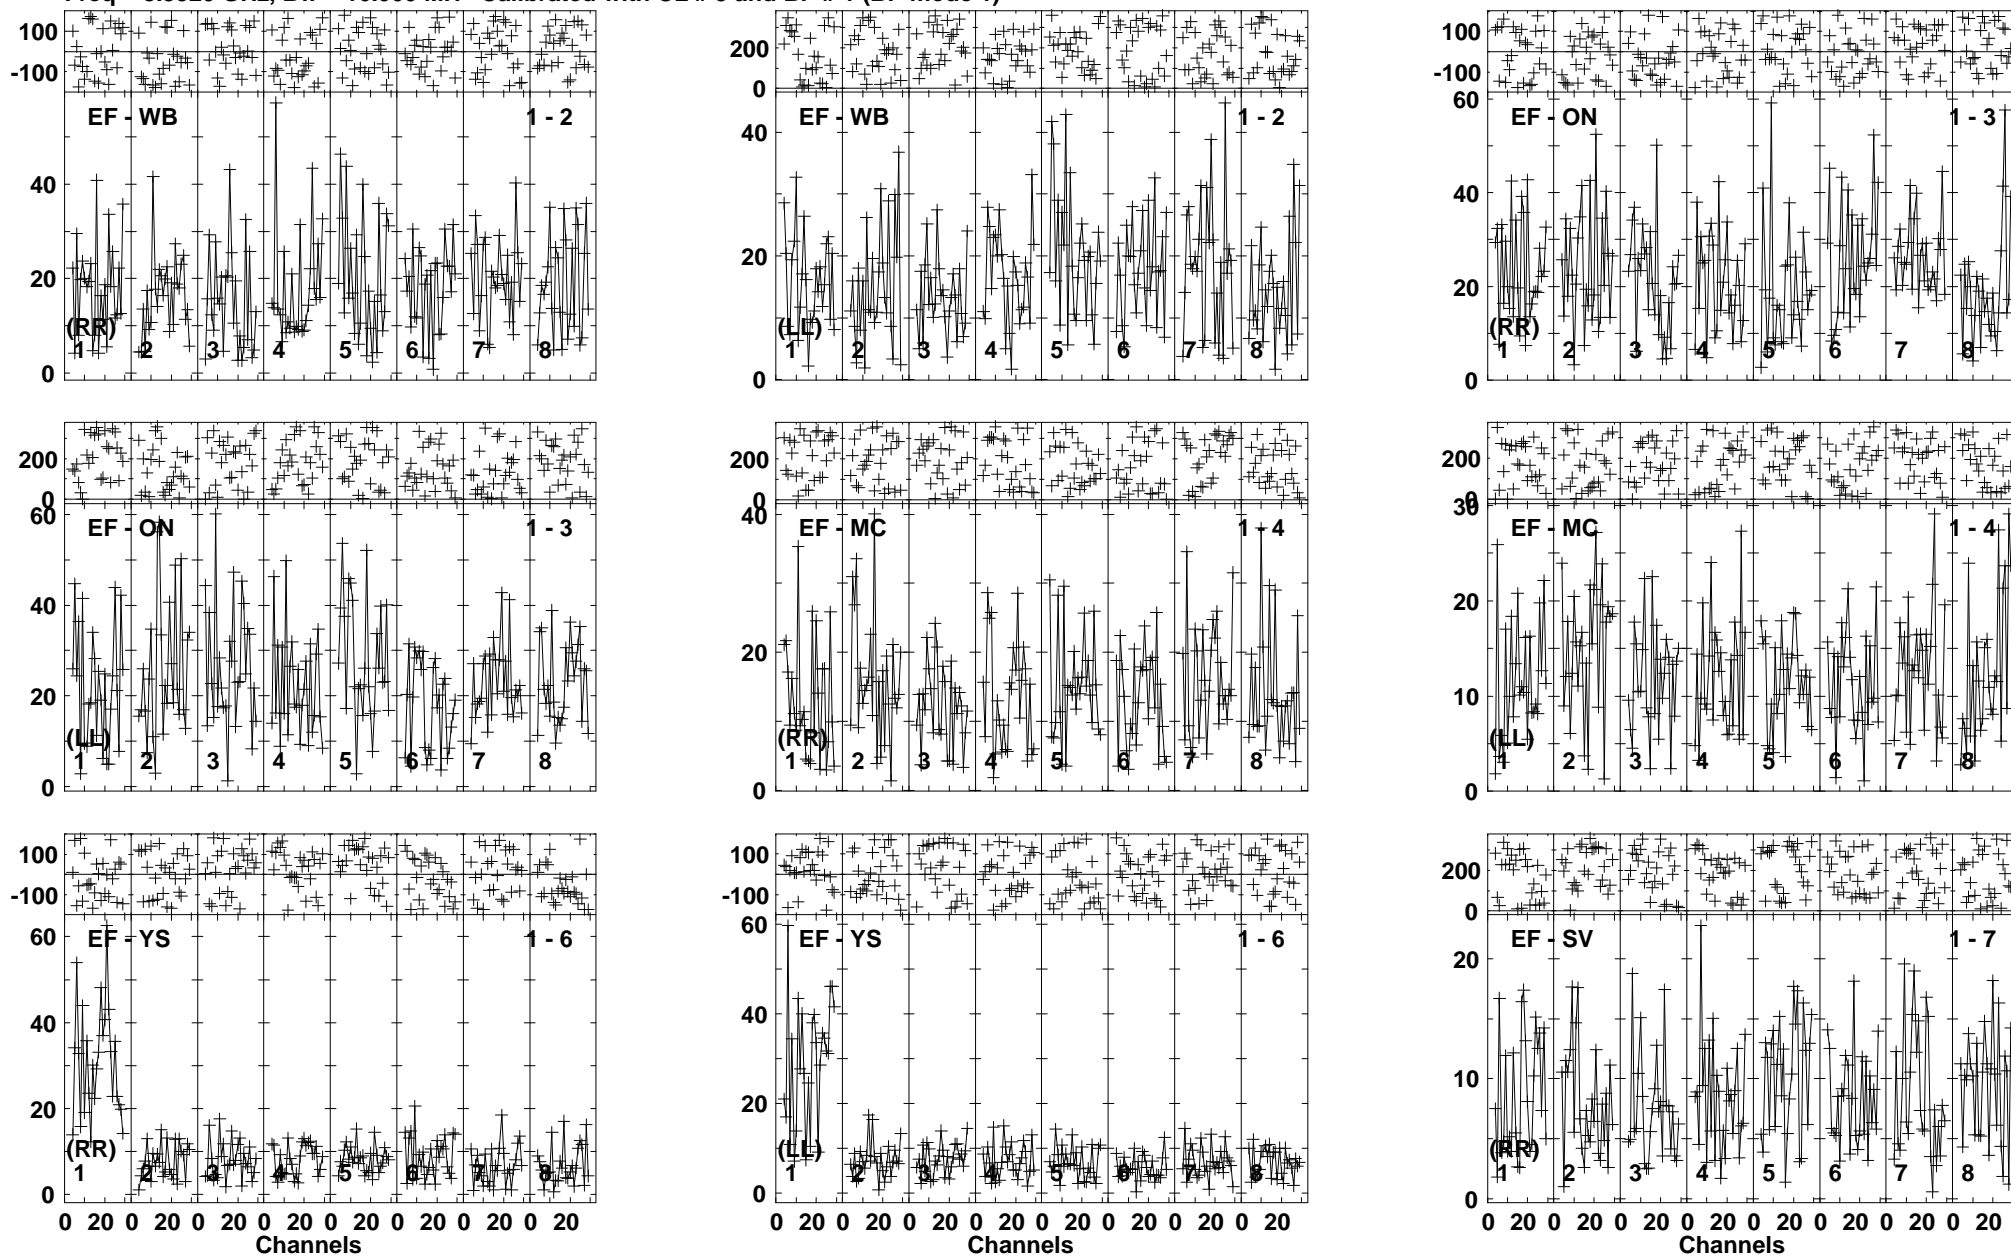 100 -100 200 0 100 -100
EF - WB 1 - 2 EF - WB 1 - 2 EF - ON 1 - 3
40 20 0 40 20 0 60 40 20 0
(RR) (LL) (RR)
1 2 3 4 5 6 7 8 1 2 3 4 5 6 7 8 1 2 3 4 5 6 7 8
200 0 200 0 200
EF - ON 1 - 3 EF - MC 1 - 4 EF - MC 1 - 4
60 40 20 0 40 20 0 30 20 10 0
(LL) (RR) (LL)
1 2 3 4 5 6 7 8 1 2 3 4 5 6 7 8 1 2 3 4 5 6 7 8
100 -100 100 -100 200 0
EF - YS 1 - 6 EF - YS 1 - 6 EF - SV 1 - 7
60 40 20 0 60 40 20 0 20 10 0
(RR) (LL) (RR)
1 2 3 4 5 6 7 8 1 2 3 4 5 6 7 8 1 2 3 4 5 6 7 8
0 20 0 20 0 20 0 20 0 20 0 20 0 20 0 20 0 20 0 20 0 20 0 20 0 20 0 20 0 20 0 20 0 20 0 20 0 20 0 20 0 20 0 20 0 20 0 20
Channels Channels Channels